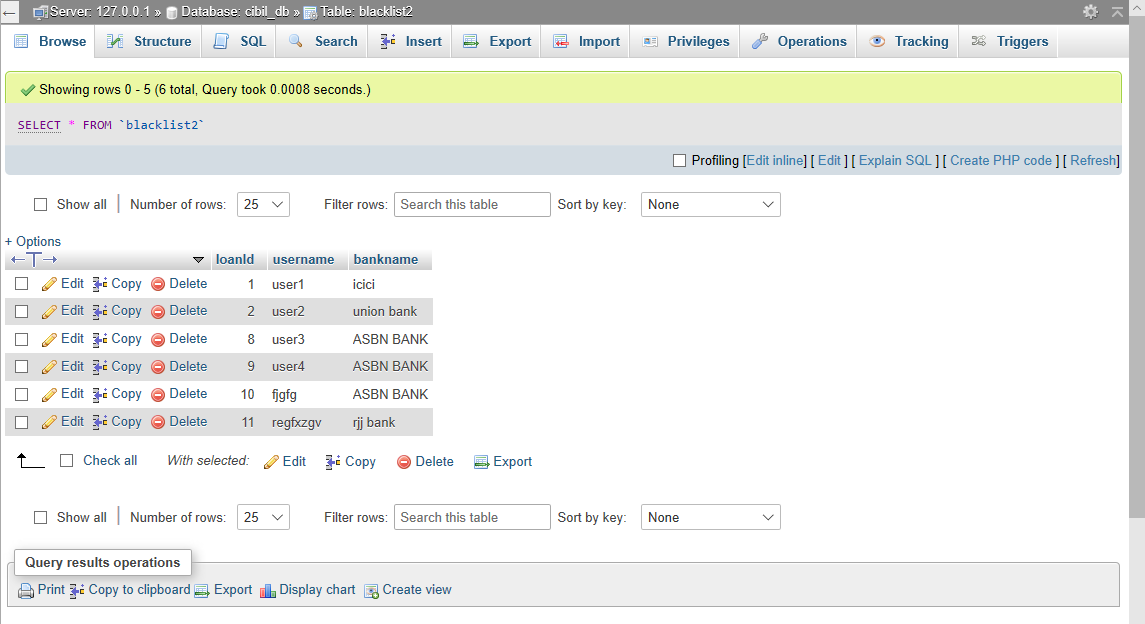 Server: 127.0.0.1 » Database: cibil_db » Table: blacklist2
Browse Structure SQL Search Insert Export Import Privileges Operations Tracking Triggers
Showing rows 0 - 5 (6 total, Query took 0.0008 seconds.)
SELECT * FROM `blacklist2`
Profiling [Edit inline] [ Edit ] [ Explain SQL ] [ Create PHP code ] [ Refresh]
Show all Number of rows: 25 Filter rows: Search this table Sort by key: None
+ Options
loanId username bankname
Edit Copy Delete 1 user1 icici
Edit Copy Delete 2 user2 union bank
Edit Copy Delete 8 user3 ASBN BANK
Edit Copy Delete 9 user4 ASBN BANK
Edit Copy Delete 10 fjgfg ASBN BANK
Edit Copy Delete 11 regfxzgv rjj bank
Check all With selected: Edit Copy Delete Export
Show all Number of rows: 25 Filter rows: Search this table Sort by key: None
Query results operations
Print Copy to clipboard Export Display chart Create view